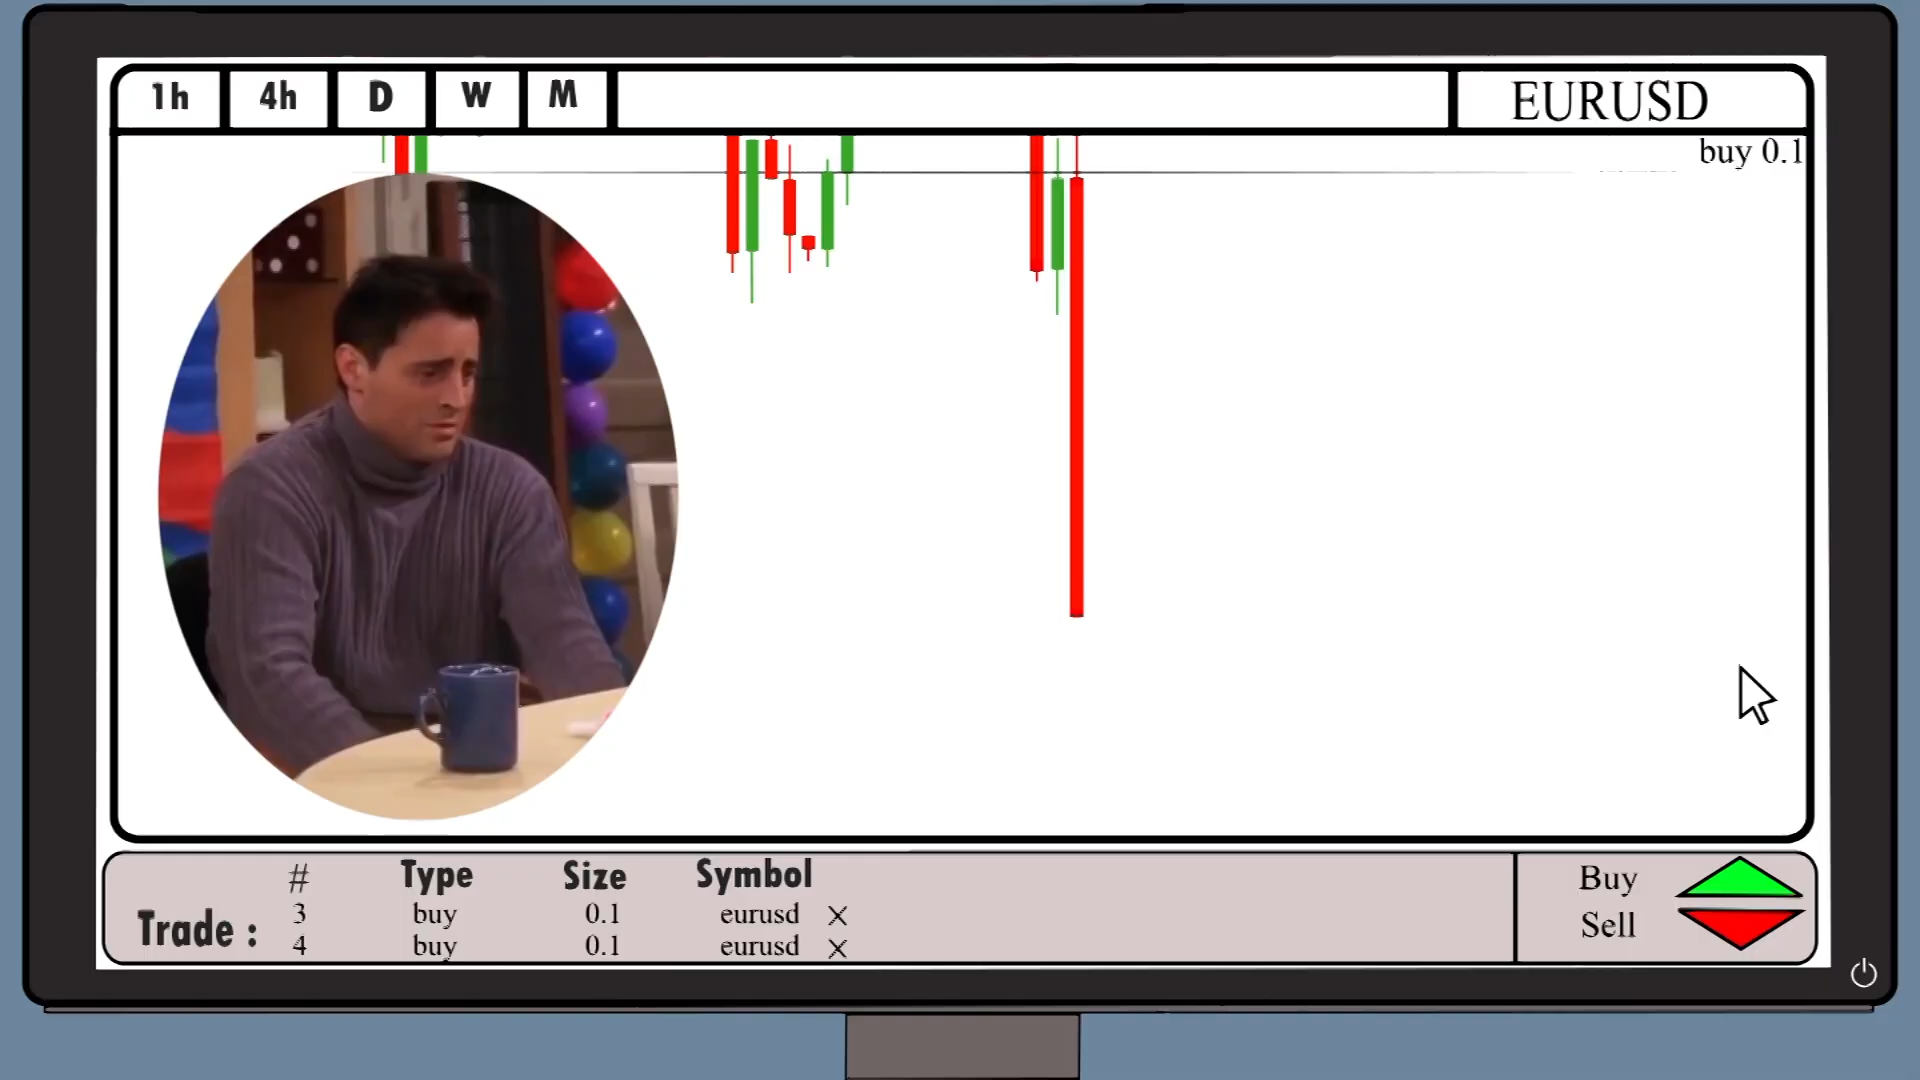 1h 4h D W M EURUSD
buy 0.1
# Type Size Symbol
Trade :
3 buy 0.1 eurusd X
4 buy 0.1 eurusd X
Buy
Sell